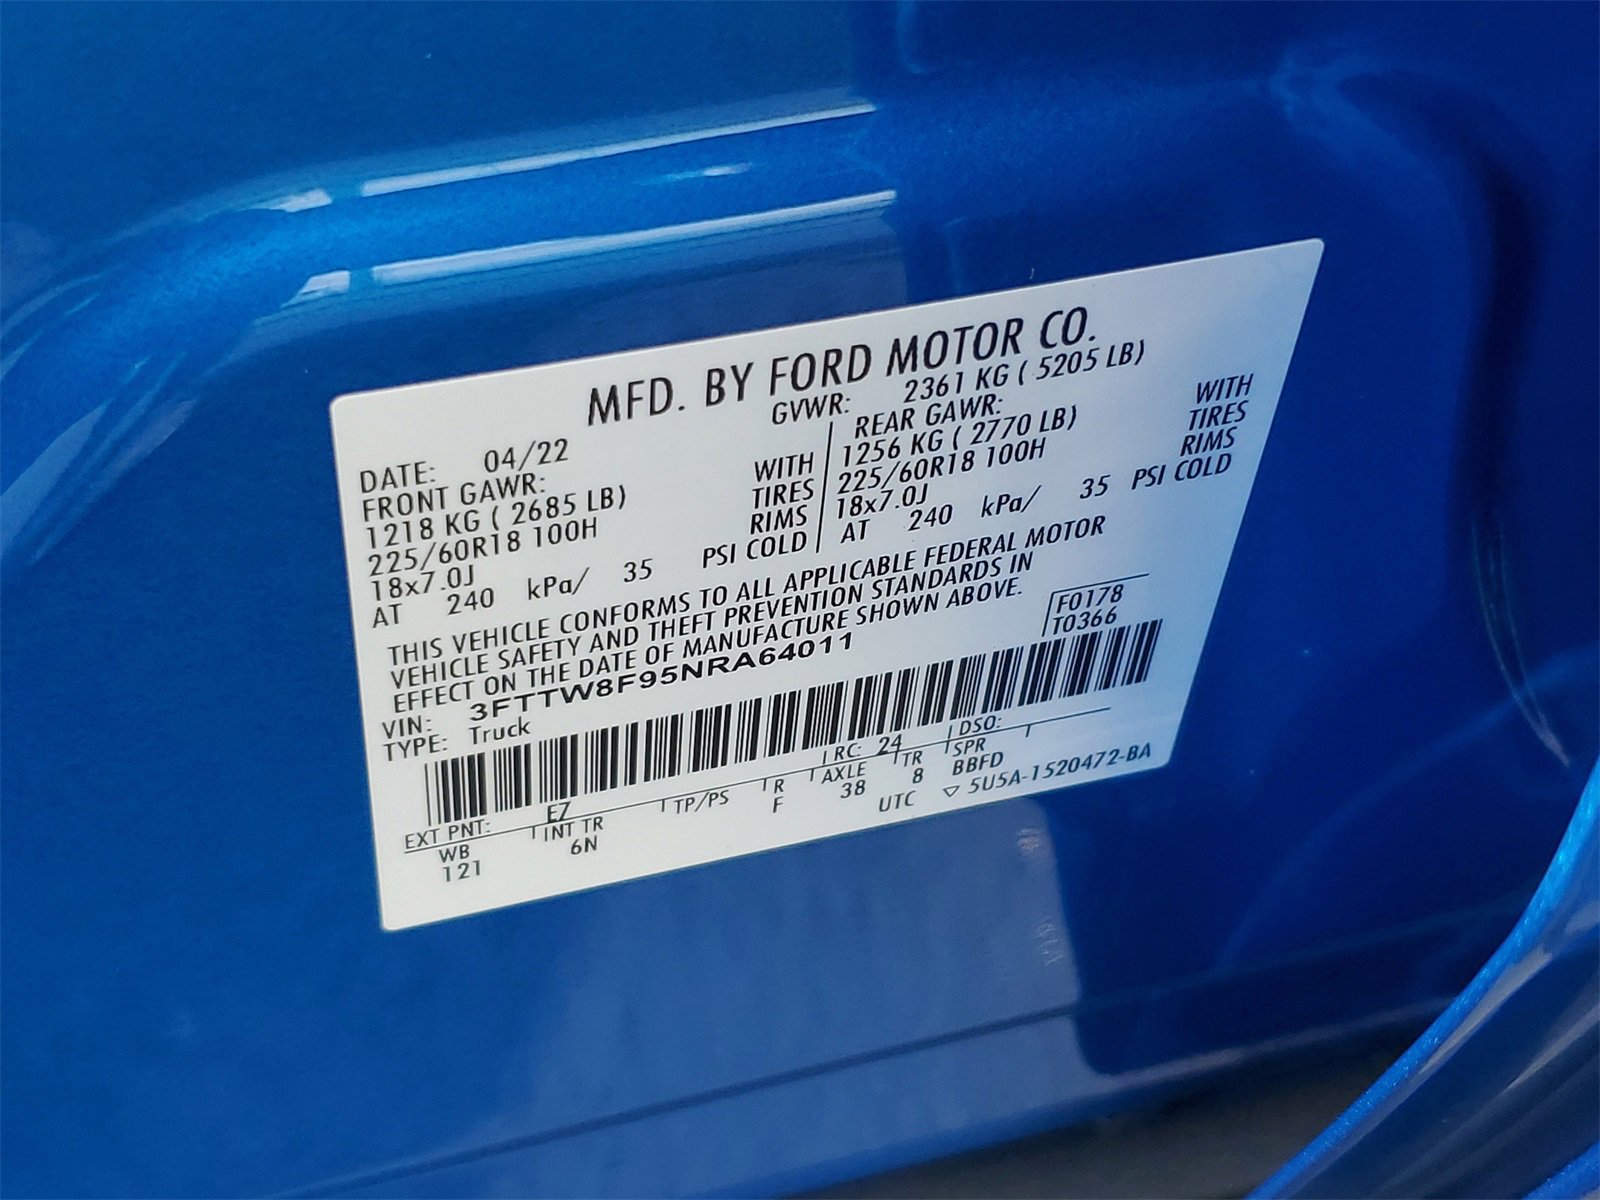 MFD. BY FORD MOTOR CO.
DATE: 04/22
GVWR: 2361 KG ( 5205 LB)
FRONT GAWR:
1218 KG ( 2685 LB) WITH
225/60R18 100H TIRES
18x7.0J RIMS
AT 240 kPa/ 35 PSI COLD
REAR GAWR:
1256 KG ( 2770 LB) WITH
225/60R18 100H TIRES
18x7.0J RIMS
AT 240 kPa/ 35 PSI COLD
THIS VEHICLE CONFORMS TO ALL APPLICABLE FEDERAL MOTOR
VEHICLE SAFETY AND THEFT PREVENTION STANDARDS IN
EFFECT ON THE DATE OF MANUFACTURE SHOWN ABOVE.
VIN: 3FTTW8F95NRA64011
F0178
T0366
TYPE: Truck
EXT PNT: E7 RC: 24 DSO:
WB INT TR TP/PS R AXLE TR SPR
121 6N F 38 8 BBFD
UTC ▽ 5U5A-1520472-BA